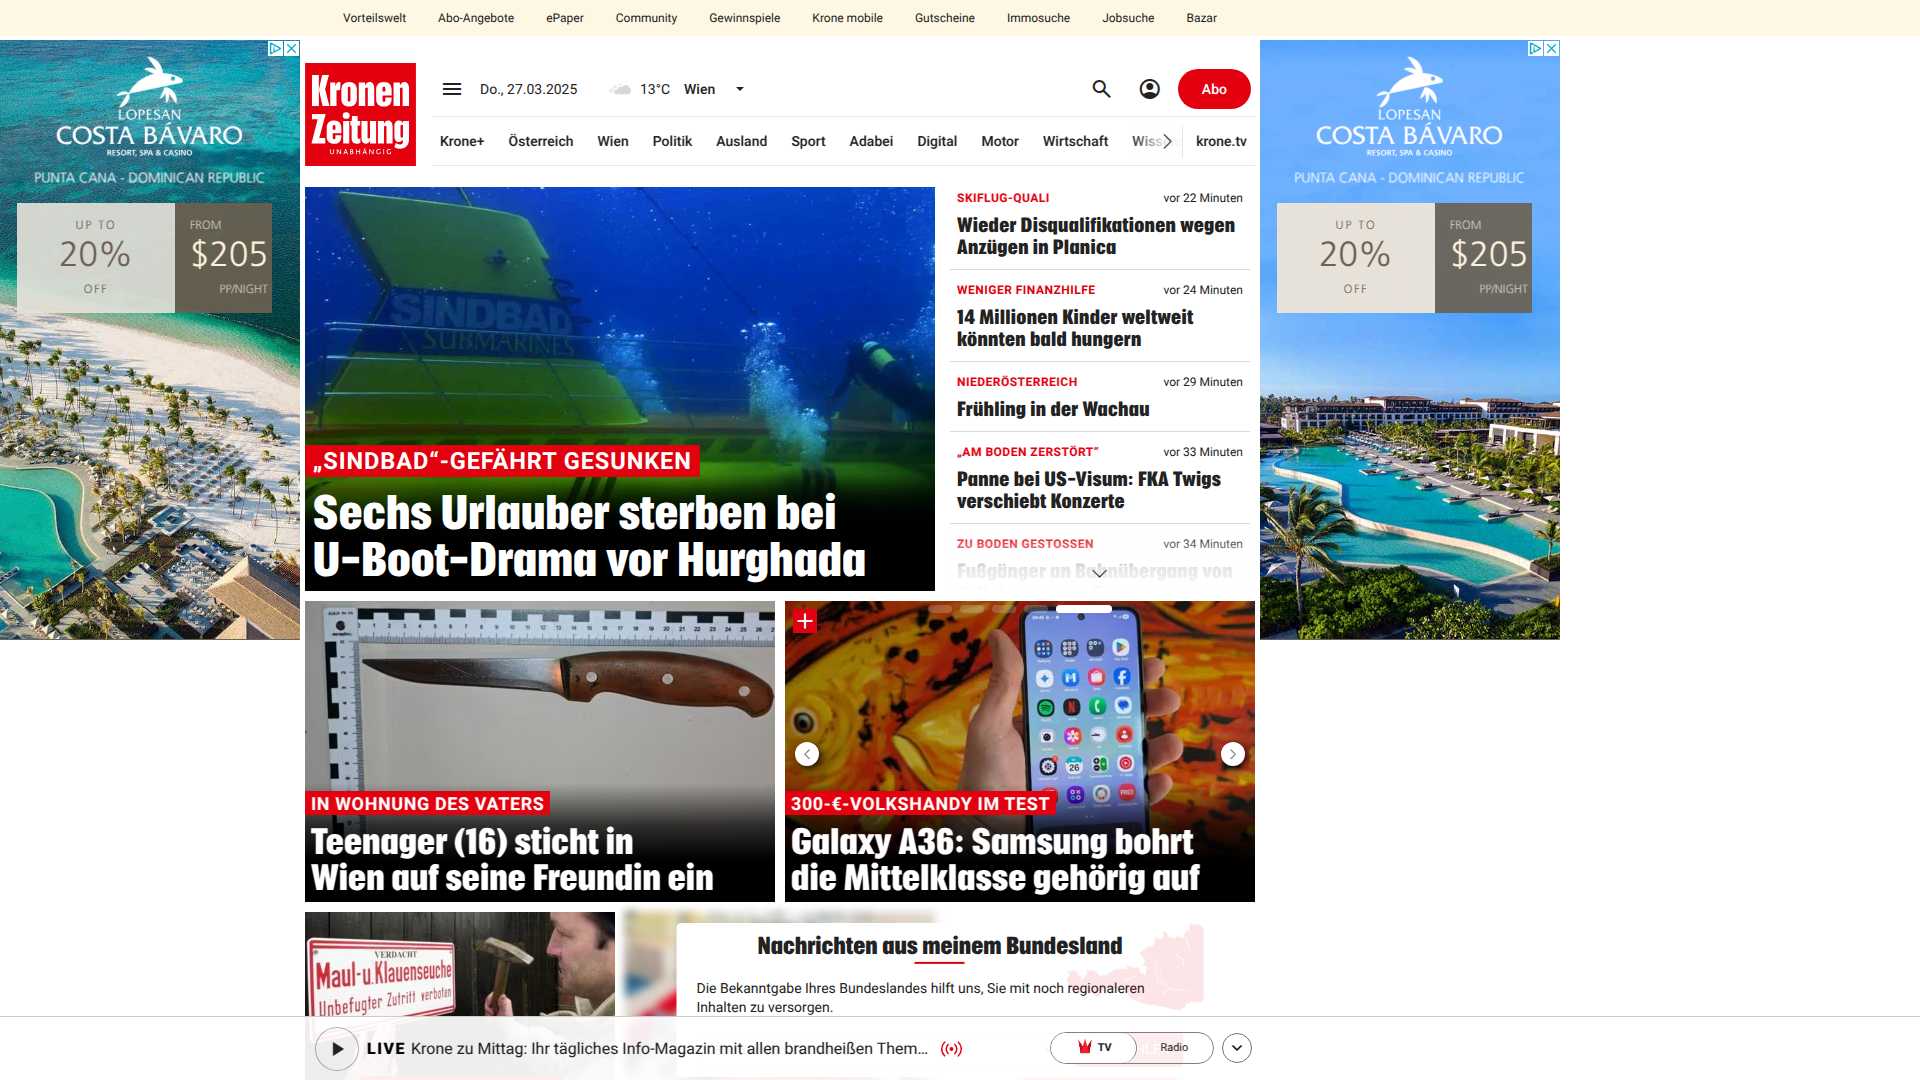 Vorteilswelt Abo-Angebote ePaper Community Gewinnspiele Krone mobile Gutscheine Immosuche Jobsuche Bazar
LOPESAN
COSTA BÁVARO
RESORT, SPA & CASINO
PUNTA CANA - DOMINICAN REPUBLIC
UP TO
20%
OFF
FROM
$205
PP/NIGHT
Kronen
Zeitung
UNABHÄNGIG
Do., 27.03.2025 13°C Wien
Abo
Krone+ Österreich Wien Politik Ausland Sport Adabei Digital Motor Wirtschaft Wiss krone.tv
SINDBAD
SUBMARINES
„SINDBAD“-GEFÄHRT GESUNKEN
Sechs Urlauber sterben bei
U-Boot-Drama vor Hurghada
SKIFLUG-QUALI vor 22 Minuten
Wieder Disqualifikationen wegen
Anzügen in Planica
WENIGER FINANZHILFE vor 24 Minuten
14 Millionen Kinder weltweit
könnten bald hungern
NIEDERÖSTERREICH vor 29 Minuten
Frühling in der Wachau
„AM BODEN ZERSTÖRT“ vor 33 Minuten
Panne bei US-Visum: FKA Twigs
verschiebt Konzerte
ZU BODEN GESTOSSEN vor 34 Minuten
Fußgänger an Bahnübergang von
LOPESAN
COSTA BÁVARO
RESORT, SPA & CASINO
PUNTA CANA - DOMINICAN REPUBLIC
UP TO
20%
OFF
FROM
$205
PP/NIGHT
IN WOHNUNG DES VATERS
Teenager (16) sticht in
Wien auf seine Freundin ein
300-€-VOLKSHANDY IM TEST
Galaxy A36: Samsung bohrt
die Mittelklasse gehörig auf
VERDACHT
Maul-u.Klauenseuche
Unbefugter Zutritt verboten
Nachrichten aus meinem Bundesland
Die Bekanntgabe Ihres Bundeslandes hilft uns, Sie mit noch regionaleren
Inhalten zu versorgen.
LIVE Krone zu Mittag: Ihr tägliches Info-Magazin mit allen brandheißen Them...
TV Radio